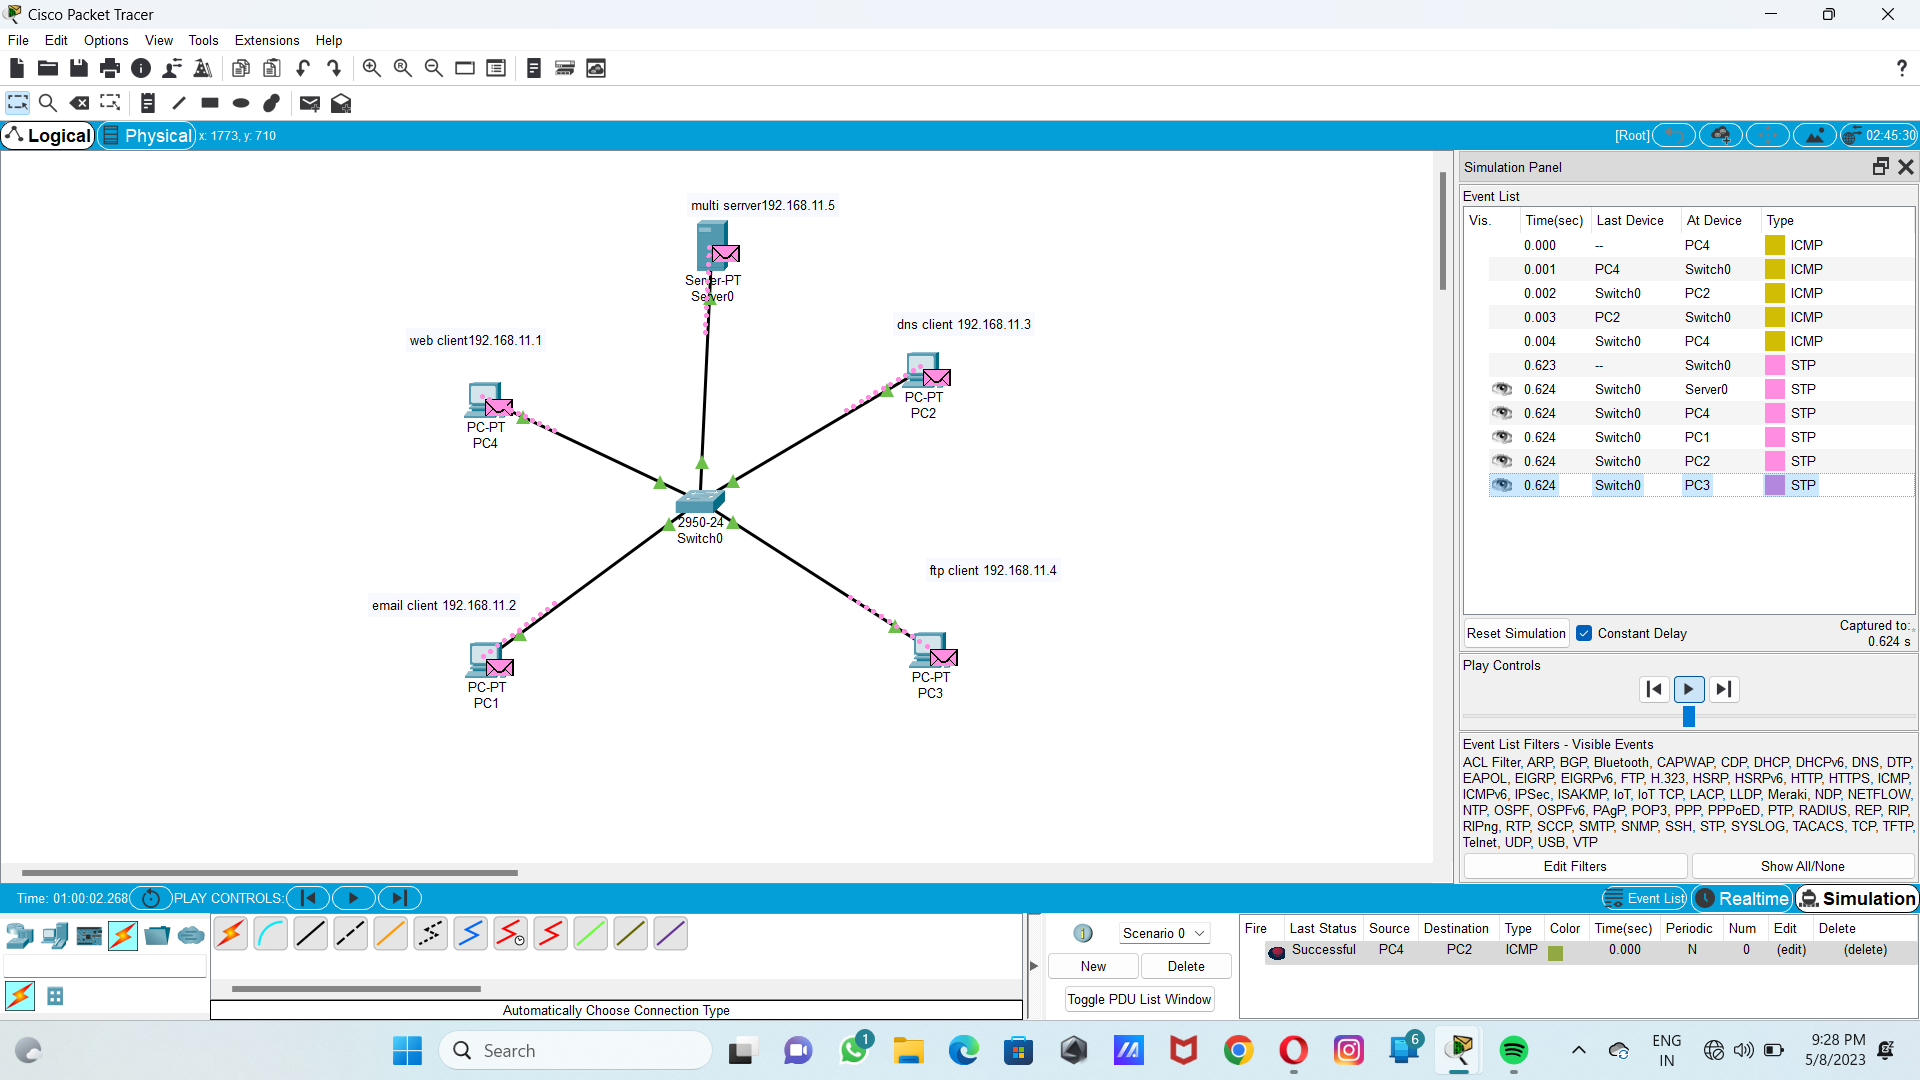 Cisco Packet Tracer
File Edit Options View Tools Extensions Help
?
Logical Physical x: 1773, y: 710 [Root] 02:45:30
multi serrver192.168.11.5
Server-PT
Server0
dns client 192.168.11.3
PC-PT
PC2
web client192.168.11.1
PC-PT
PC4
2950-24
Switch0
ftp client 192.168.11.4
PC-PT
PC3
email client 192.168.11.2
PC-PT
PC1
Simulation Panel
Event List
Vis. Time(sec) Last Device At Device Type
0.000 -- PC4 ICMP
0.001 PC4 Switch0 ICMP
0.002 Switch0 PC2 ICMP
0.003 PC2 Switch0 ICMP
0.004 Switch0 PC4 ICMP
0.623 -- Switch0 STP
0.624 Switch0 Server0 STP
0.624 Switch0 PC4 STP
0.624 Switch0 PC1 STP
0.624 Switch0 PC2 STP
0.624 Switch0 PC3 STP
Reset Simulation Constant Delay Captured to:
0.624 s
Play Controls
Event List Filters - Visible Events
ACL Filter, ARP, BGP, Bluetooth, CAPWAP, CDP, DHCP, DHCPv6, DNS, DTP,
EAPOL, EIGRP, EIGRPv6, FTP, H.323, HSRP, HSRPv6, HTTP, HTTPS, ICMP,
ICMPv6, IPSec, ISAKMP, IoT, IoT TCP, LACP, LLDP, Meraki, NDP, NETFLOW,
NTP, OSPF, OSPFv6, PAgP, POP3, PPP, PPPoED, PTP, RADIUS, REP, RIP,
RIPng, RTP, SCCP, SMTP, SNMP, SSH, STP, SYSLOG, TACACS, TCP, TFTP,
Telnet, UDP, USB, VTP
Edit Filters Show All/None
Time: 01:00:02.268 PLAY CONTROLS: Event List Realtime Simulation
Scenario 0
New Delete
Toggle PDU List Window
Fire Last Status Source Destination Type Color Time(sec) Periodic Num Edit Delete
Successful PC4 PC2 ICMP 0.000 N 0 (edit) (delete)
Automatically Choose Connection Type
Search
1
6
ENG
IN
9:28 PM
5/8/2023